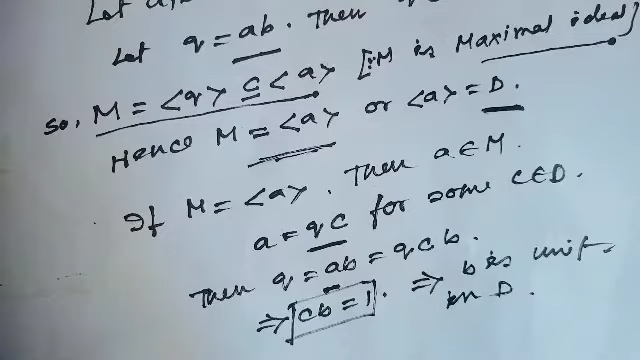 Let
Let q = ab. Then
So, M = <q> ⊆ <a> [∵ M is Maximal ideal]
Hence M = <a> or <a> = D.
If M = <a>. Then a ∈ M.
a = qc for some c∈D.
Then q = ab = qcb.
⇒ cb = 1. ⇒ b is unit
in D.